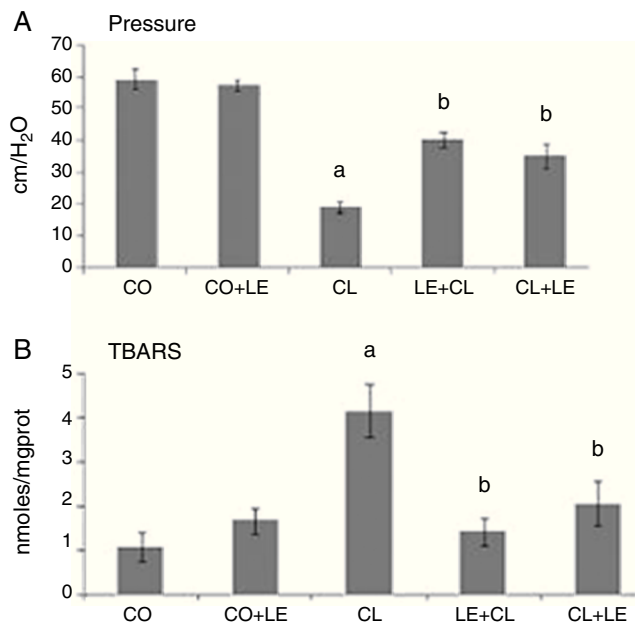 A Pressure
cm/H₂O
70
60
50
40
30
20
10
0
a
b
b
CO CO+LE CL LE+CL CL+LE
B TBARS
nmoles/mgprot
5
4
3
2
1
0
a
b
b
CO CO+LE CL LE+CL CL+LE